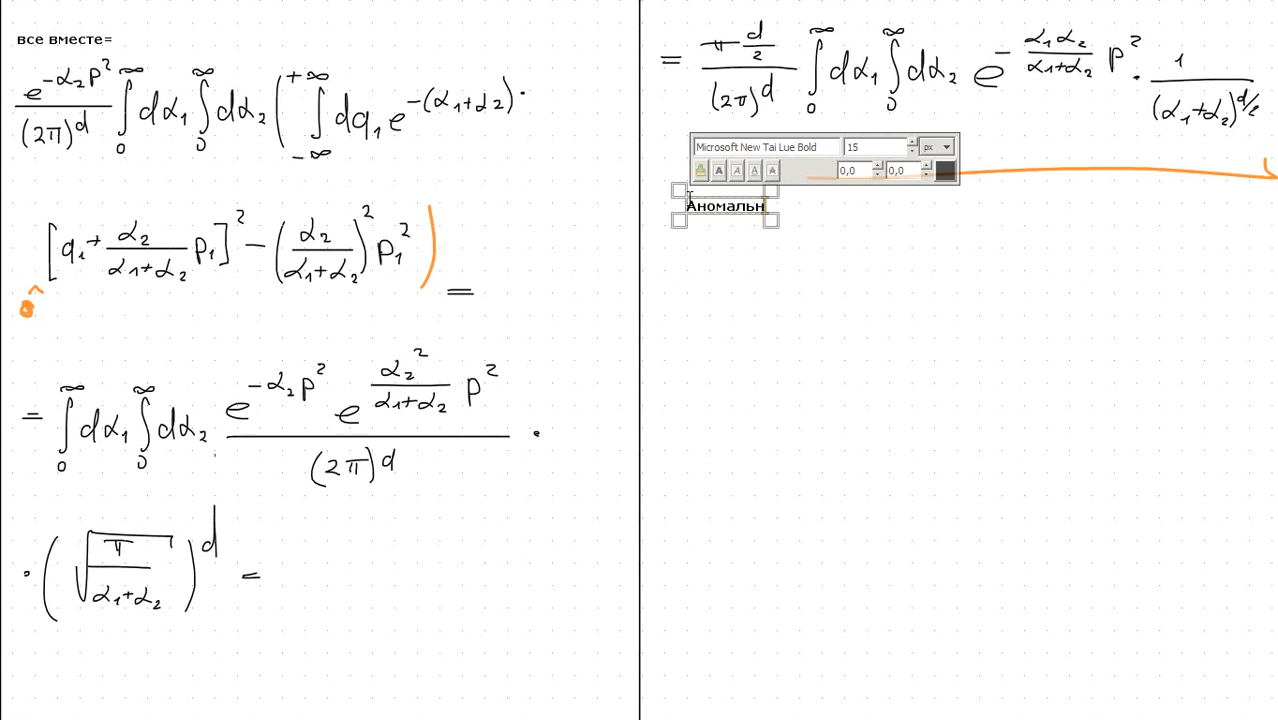 все вместе=
e^{-α₂p²}/(2π)^d ∫₀^∞ dα₁ ∫₀^∞ dα₂ ( ∫_{-∞}^{+∞} dq₁ e^{-(α₁+α₂)·
[q₁+ α₂/(α₁+α₂) p₁]² - (α₂/(α₁+α₂))² p₁² ) =
= ∫₀^∞ dα₁ ∫₀^∞ dα₂ e^{-α₂p²} e^{α₂²/(α₁+α₂) p²}/(2π)^d ·
· (√(π/(α₁+α₂)))^d =
= π^{d/2}/(2π)^d ∫₀^∞ dα₁ ∫₀^∞ dα₂ e^{- α₁α₂/(α₁+α₂) p²} · 1/(α₁+α₂)^{d/2}
Microsoft New Tai Lue Bold 15 px
A A A A 0,0 0,0
Аномальн